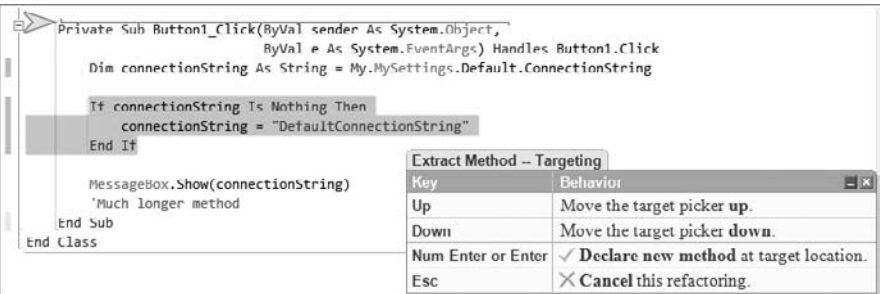 Private Sub Button1_Click(ByVal sender As System.Object,
ByVal e As System.EventArgs) Handles Button1.Click
Dim connectionString As String = My.MySettings.Default.ConnectionString
If connectionString Is Nothing Then
connectionString = "DefaultConnectionString"
End If
MessageBox.Show(connectionString)
'Much longer method
End Sub
End Class
Extract Method – Targeting
Key Behavior
Up Move the target picker up.
Down Move the target picker down.
Num Enter or Enter Declare new method at target location.
Esc Cancel this refactoring.